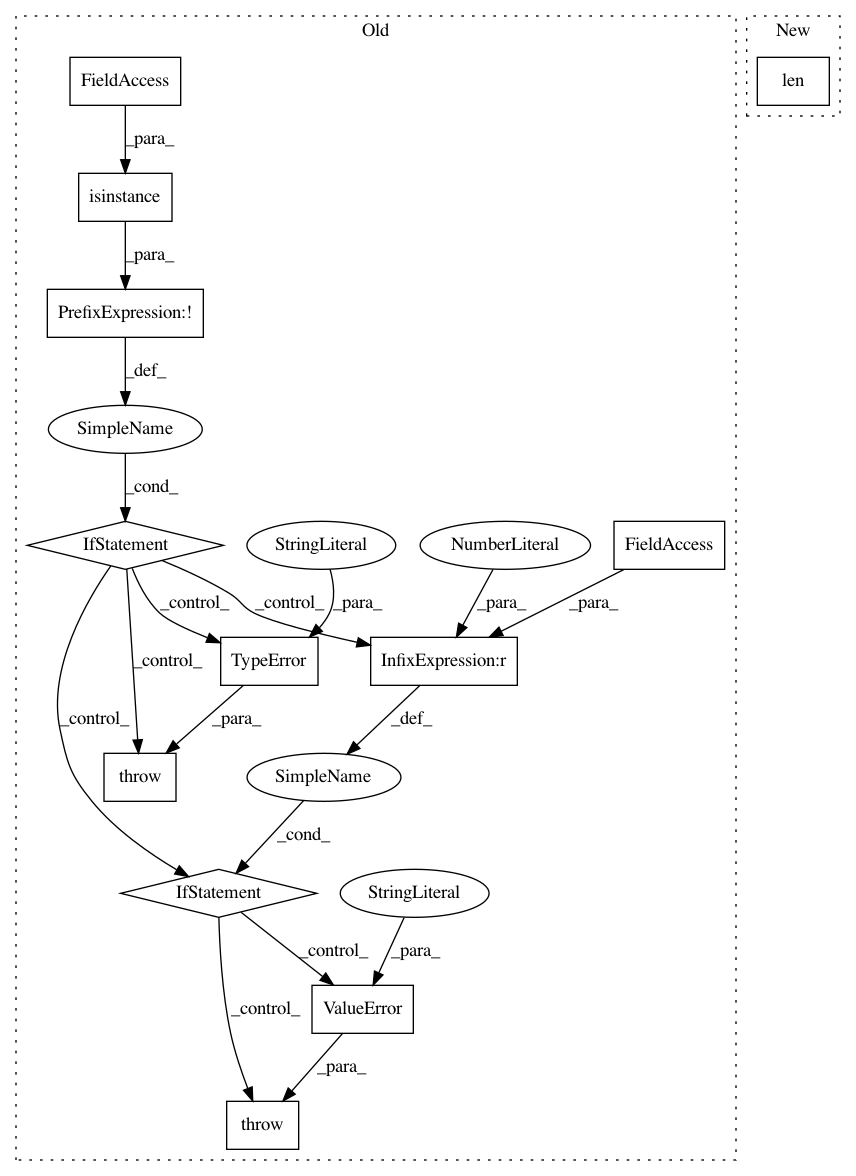 Old
New
FieldAccess
len
_para_
isinstance
_para_
PrefixExpression:!
_def_
SimpleName
_cond_
IfStatement
StringLiteral
NumberLiteral
FieldAccess
_control_
_control_
_para_
_para_
_para_
_control_
TypeError
InfixExpression:r
_control_
_para_
_def_
throw
SimpleName
_cond_
IfStatement
StringLiteral
_control_
_para_
_control_
ValueError
_para_
throw